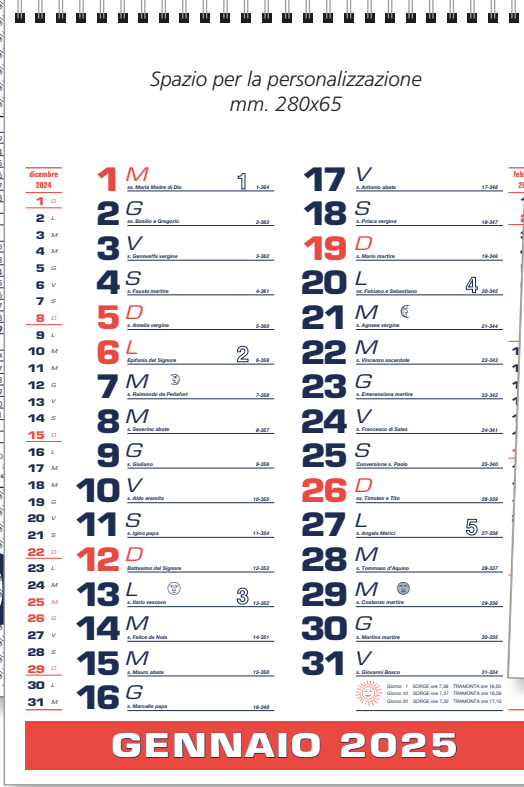 Spazio per la personalizzazione
mm. 280x65
dicembre
2024
1 D
2 L
3 M
4 M
5 G
6 V
7 S
8 D
9 L
10 M
11 M
12 G
13 V
14 S
15 D
16 L
17 M
18 M
19 G
20 V
21 S
22 D
23 L
24 M
25 M
26 G
27 V
28 S
29 D
30 L
31 M
1 M
ss. Maria Madre di Dio 1 1-364
2 G
ss. Basilio e Gregorio 2-363
3 V
s. Genoveffa vergine 3-362
4 S
s. Fausta martire 4-361
5 D
s. Amelia vergine 5-360
6 L
Epifania del Signore 2 6-359
7 M
s. Raimondo de Peñafort 7-358
8 M
s. Severino abate 8-357
9 G
s. Giuliano 9-356
10 V
s. Aldo eremita 10-355
11 S
s. Igino papa 11-354
12 D
Battesimo del Signore 12-353
13 L
s. Ilario vescovo 3 13-352
14 M
s. Felice da Nola 14-351
15 M
s. Mauro abate 15-350
16 G
s. Marcello papa 16-349
17 V
s. Antonio abate 17-348
18 S
s. Prisca vergine 18-347
19 D
s. Mario martire 19-346
20 L
ss. Fabiano e Sebastiano 4 20-345
21 M
s. Agnese vergine 21-344
22 M
s. Vincenzo sacerdote 22-343
23 G
s. Emerenziana martire 23-342
24 V
s. Francesco di Sales 24-341
25 S
Conversione s. Paolo 25-340
26 D
ss. Timoteo e Tito 26-339
27 L
s. Angela Merici 5 27-338
28 M
s. Tommaso d'Aquino 28-337
29 M
s. Costanzo martire 29-336
30 G
s. Martina martire 30-335
31 V
s. Giovanni Bosco 31-334
Giorno 1 SORGE ore 7,39 TRAMONTA ore 16,50
Giorno 10 SORGE ore 7,37 TRAMONTA ore 16,59
Giorno 20 SORGE ore 7,32 TRAMONTA ore 17,10
GENNAIO 2025